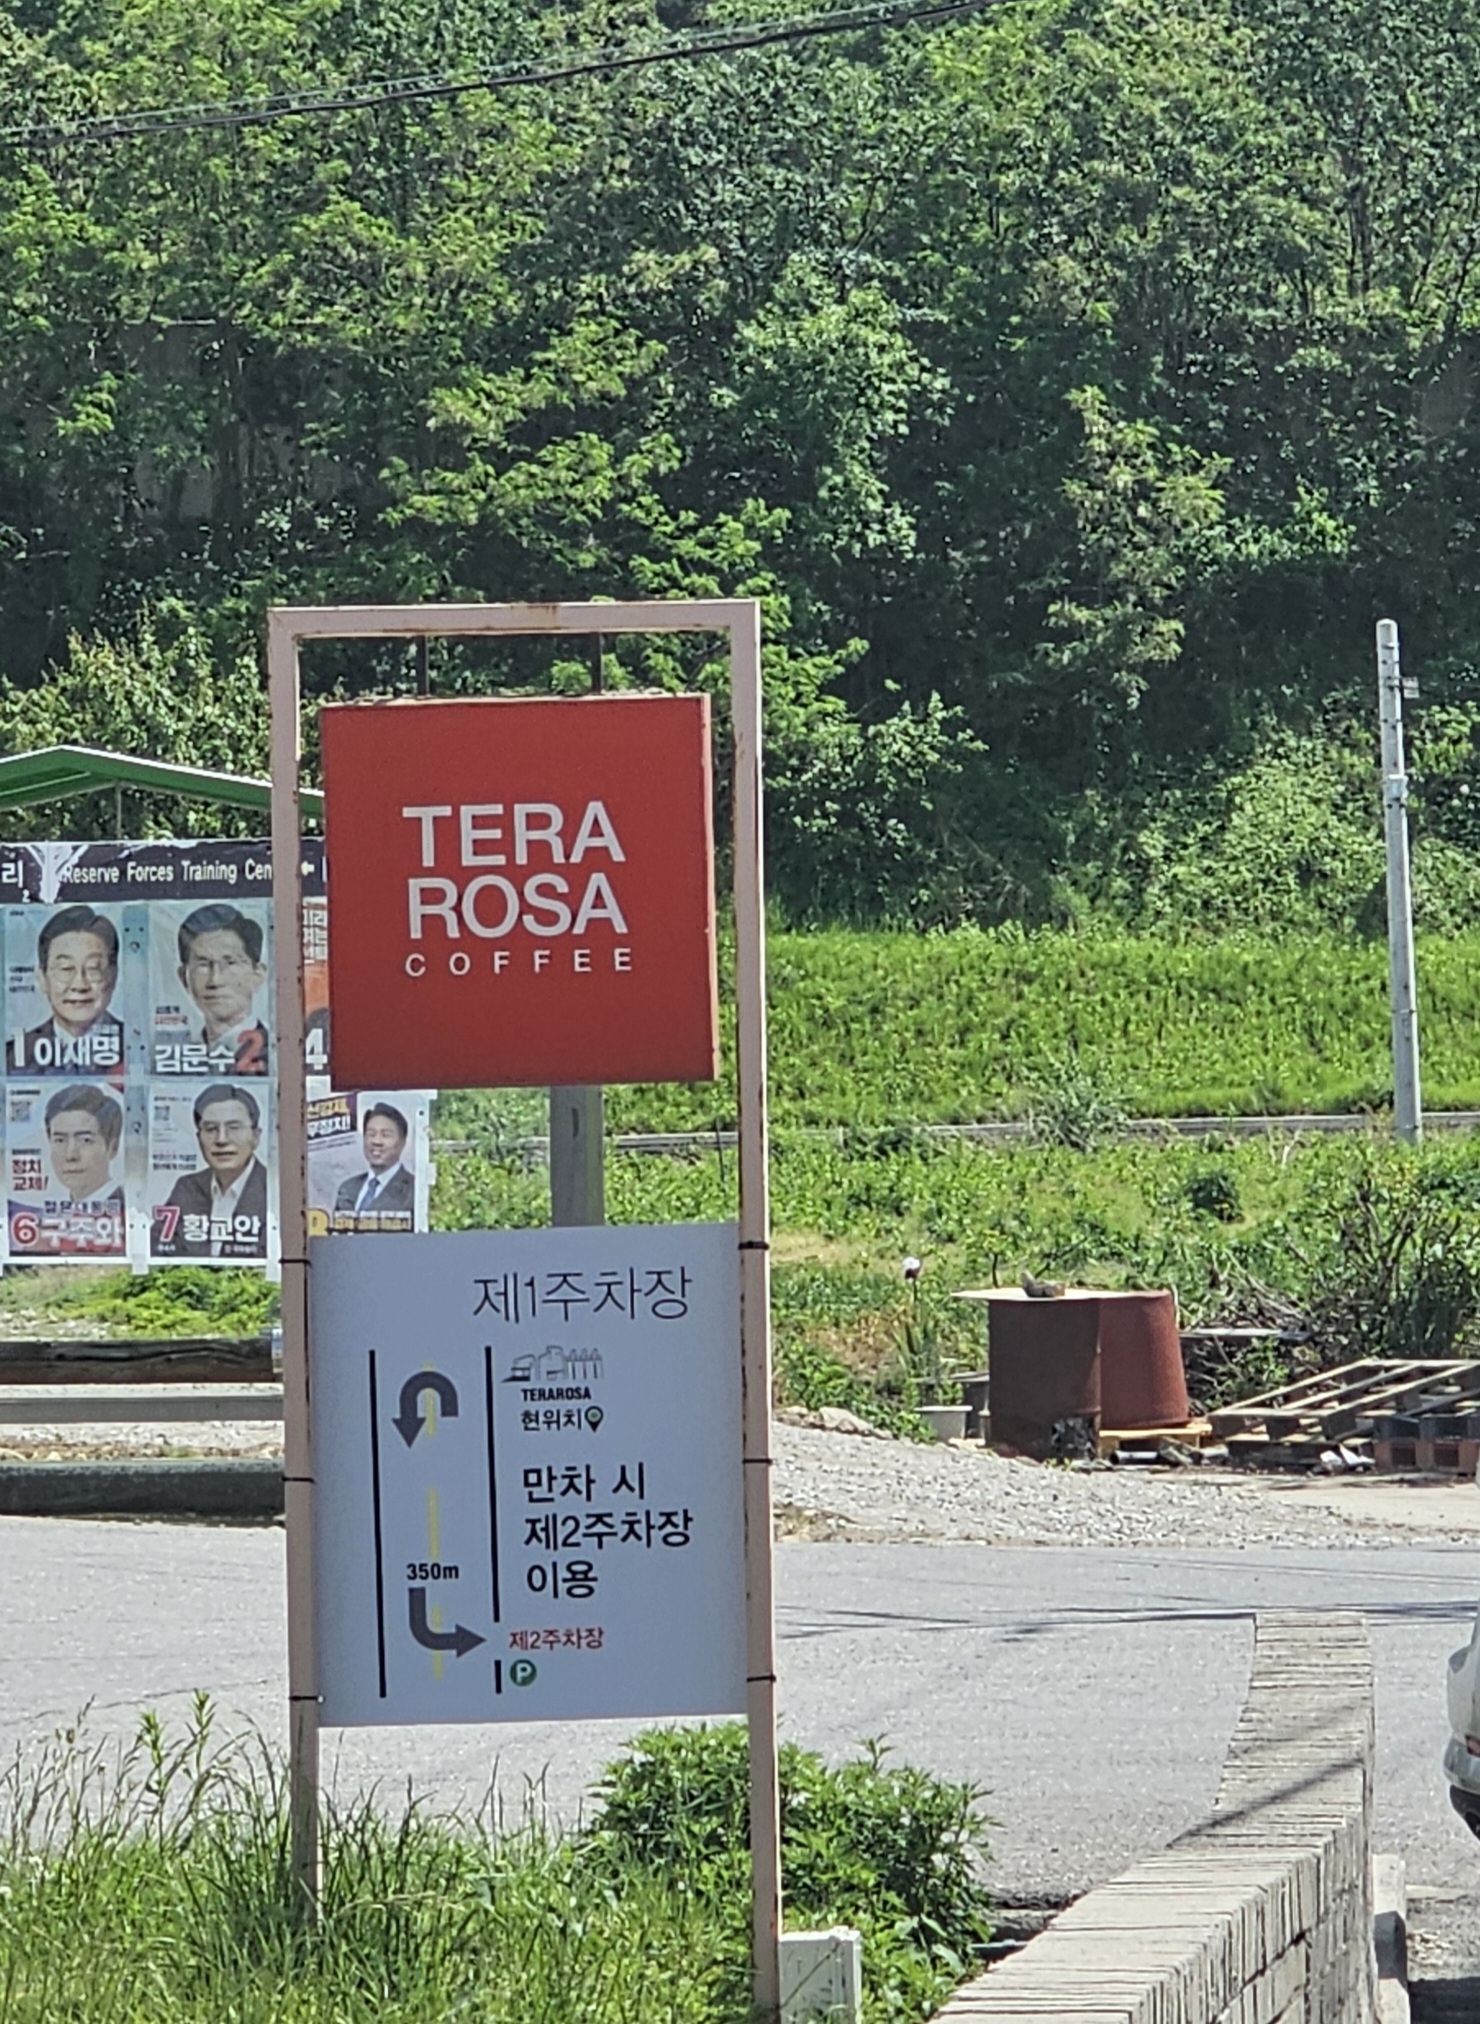 TERA
ROSA
COFFEE
리
Reserve Forces Training Cen
1 이재명
김문수 2
4
정치
교체!
6 구주와
7 황교안
제1주차장
TERAROSA
현위치
만차 시
제2주차장
이용
350m
제2주차장
P